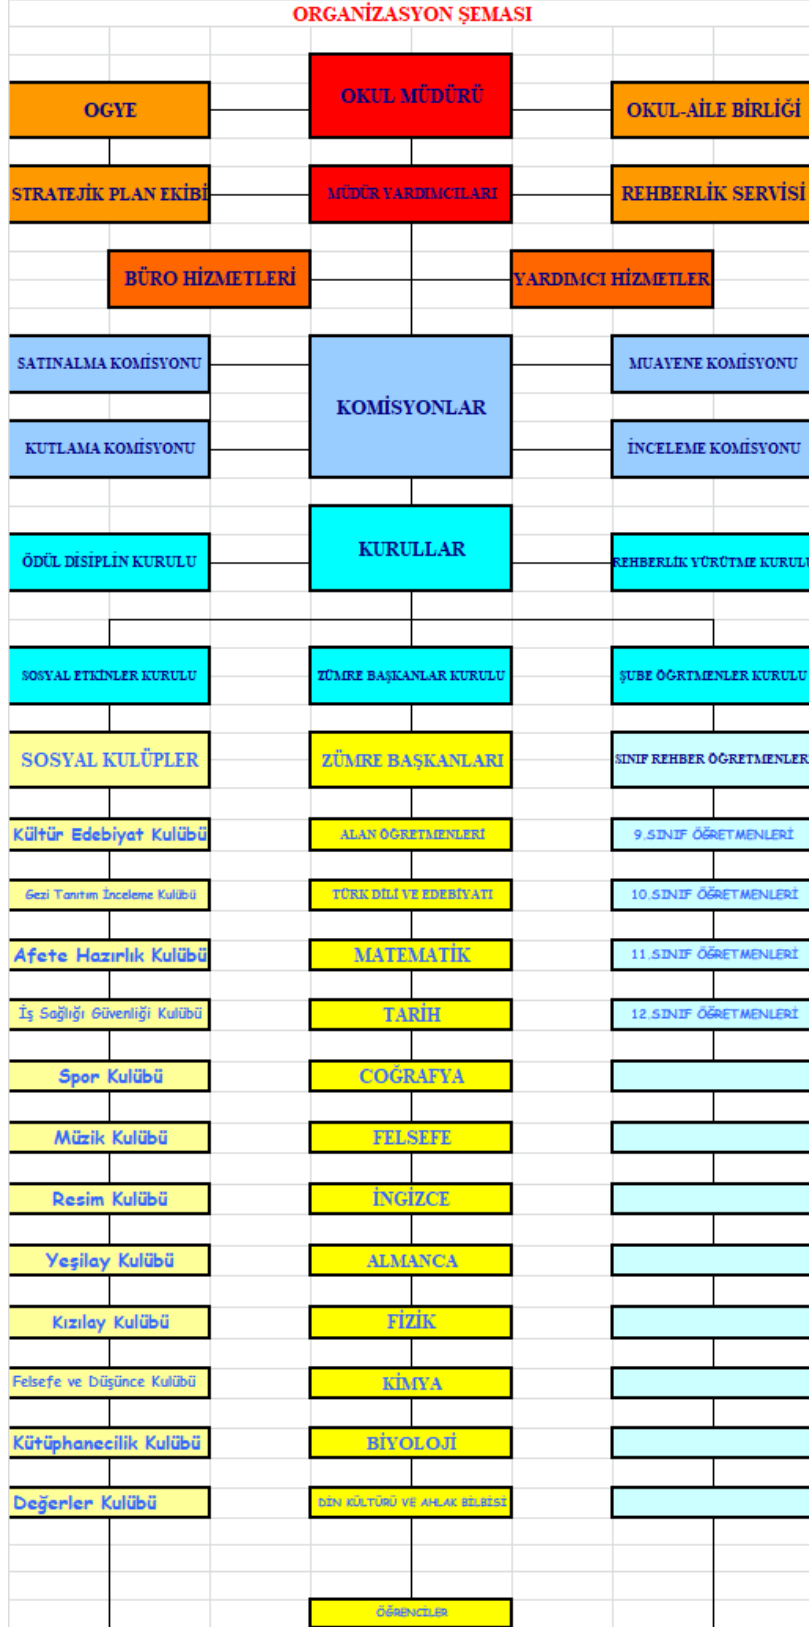 ORGANİZASYON ŞEMASI
OKUL MÜDÜRÜ
OGYE
OKUL-AİLE BİRLİĞİ
STRATEJİK PLAN EKİBİ
MÜDÜR YARDIMCILARI
REHBERLİK SERVİSİ
BÜRO HİZMETLERİ
YARDIMCI HİZMETLER
SATINALMA KOMİSYONU
MUAYENE KOMİSYONU
KOMİSYONLAR
KUTLAMA KOMİSYONU
İNCELEME KOMİSYONU
KURULLAR
ÖDÜL DİSİPLİN KURULU
REHBERLİK YÜRÜTME KURULU
SOSYAL ETKİNLER KURULU
ZÜMRE BAŞKANLAR KURULU
ŞUBE ÖĞRTMENLER KURULU
SOSYAL KULÜPLER
ZÜMRE BAŞKANLARI
SINIF REHBER ÖĞRETMENLER
Kültür Edebiyat Kulübü
ALAN ÖĞRETMENLERİ
9.SINIF ÖĞRETMENLERİ
Gezi Tanıtım İnceleme Kulübü
TÜRK DİLİ VE EDEBİYATI
10.SINIF ÖĞRETMENLERİ
Afete Hazırlık Kulübü
MATEMATİK
11.SINIF ÖĞRETMENLERİ
İş Sağlığı Güvenliği Kulübü
TARİH
12.SINIF ÖĞRETMENLERİ
Spor Kulübü
COĞRAFYA
Müzik Kulübü
FELSEFE
Resim Kulübü
İNGİZCE
Yeşilay Kulübü
ALMANCA
Kızılay Kulübü
FİZİK
Felsefe ve Düşünce Kulübü
KİMYA
Kütüphanecilik Kulübü
BİYOLOJİ
Değerler Kulübü
DİN KÜLTÜRÜ VE AHLAK BİLBİSİ
ÖĞRENCİLER